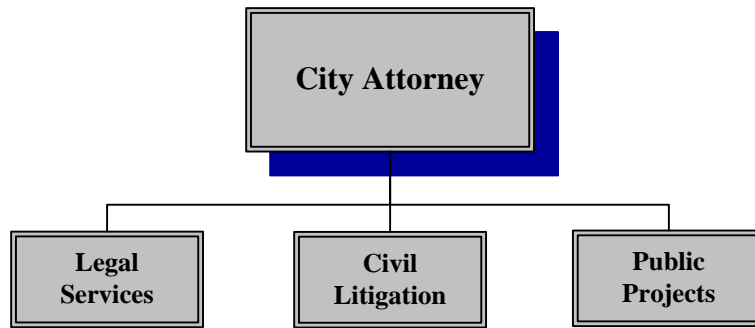 City Attorney
Legal
Services
Civil
Litigation
Public
Projects